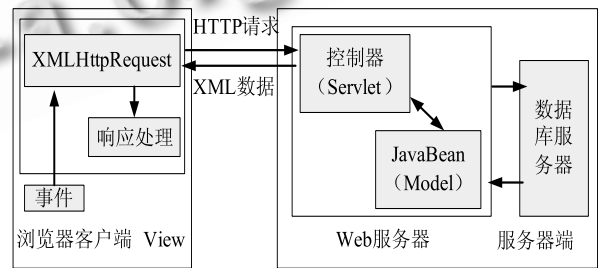 HTTP请求
XMLHttpRequest
XML数据
响应处理
事件
浏览器客户端 View
控制器
（Servlet）
JavaBean
（Model）
Web服务器
数据
库服
务器
服务器端